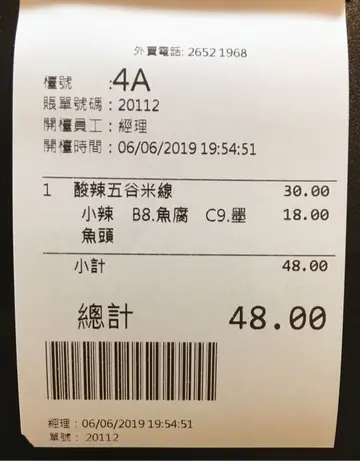 外賣電話: 2652 1968
檯號 :4A
賬單號碼 : 20112
開檯員工 : 經理
開檯時間 : 06/06/2019 19:54:51
1 酸辣五谷米線 30.00
小辣 B8.魚腐 C9.墨 18.00
魚頭
小計 48.00
總計 48.00
經理 : 06/06/2019 19:54:51
單號 : 20112